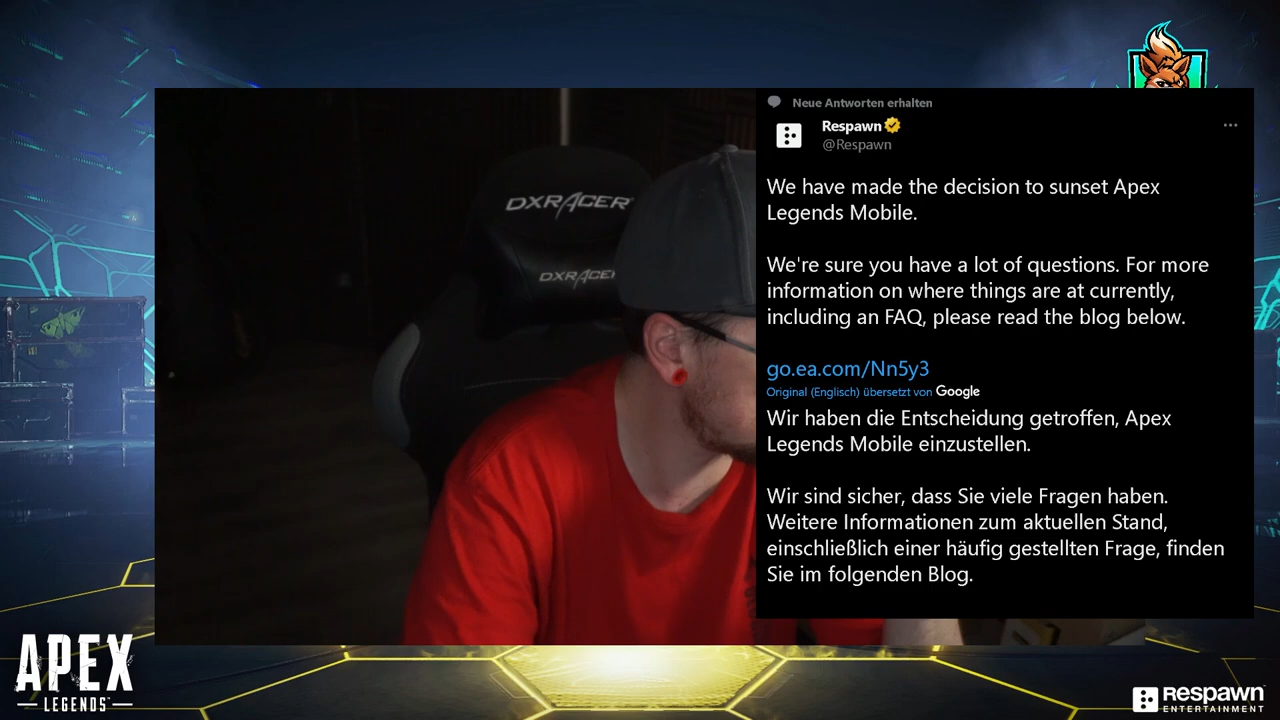 Neue Antworten erhalten
Respawn
@Respawn
We have made the decision to sunset Apex
Legends Mobile.
We're sure you have a lot of questions. For more
information on where things are at currently,
including an FAQ, please read the blog below.
go.ea.com/Nn5y3
Original (Englisch) übersetzt von Google
Wir haben die Entscheidung getroffen, Apex
Legends Mobile einzustellen.
Wir sind sicher, dass Sie viele Fragen haben.
Weitere Informationen zum aktuellen Stand,
einschließlich einer häufig gestellten Frage, finden
Sie im folgenden Blog.
DXRACER
DXRACER
APEX
LEGENDS
RESPAWN
ENTERTAINMENT